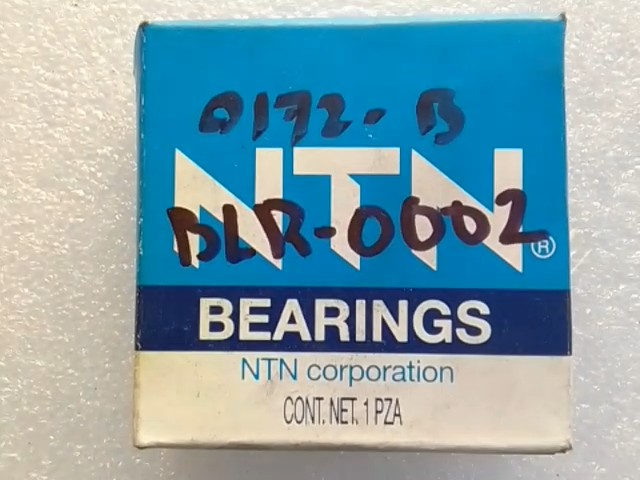 0172-B
NTN
DLR-0002
®
BEARINGS
NTN corporation
CONT. NET. 1 PZA